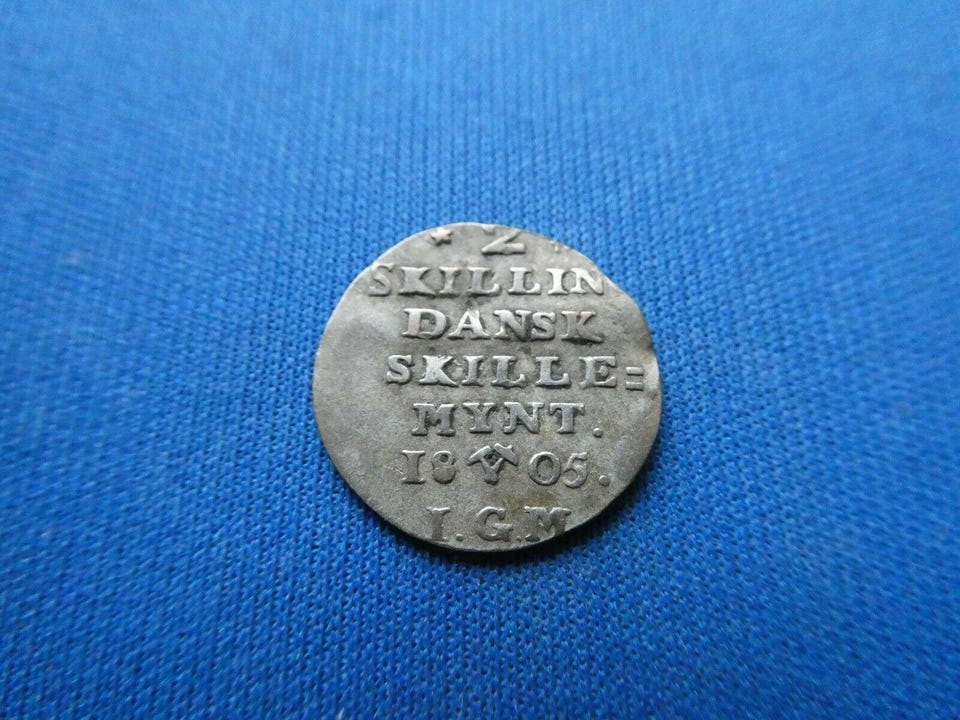 2
SKILLIN
DANSK
SKILLE=
MYNT.
18 05.
I.G.M